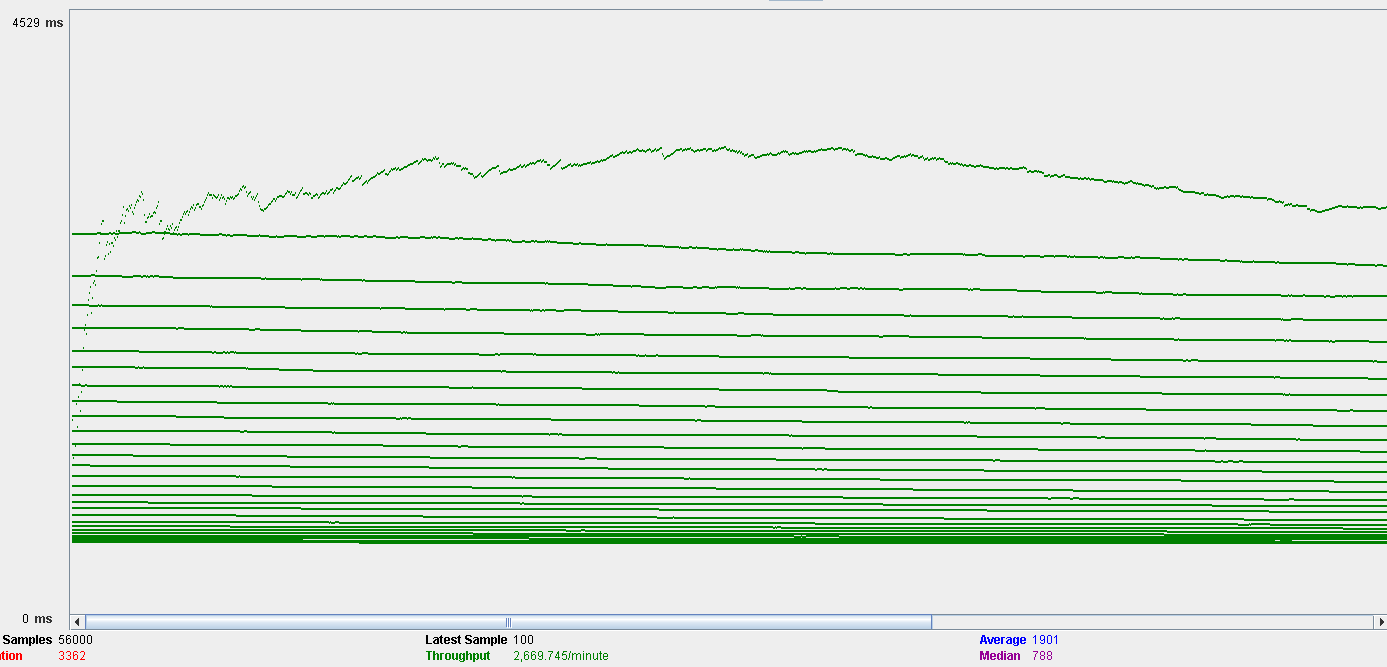 4529 ms
0 ms
Samples 56000 Latest Sample 100 Average 1901
tion 3362 Throughput 2,669.745/minute Median 788